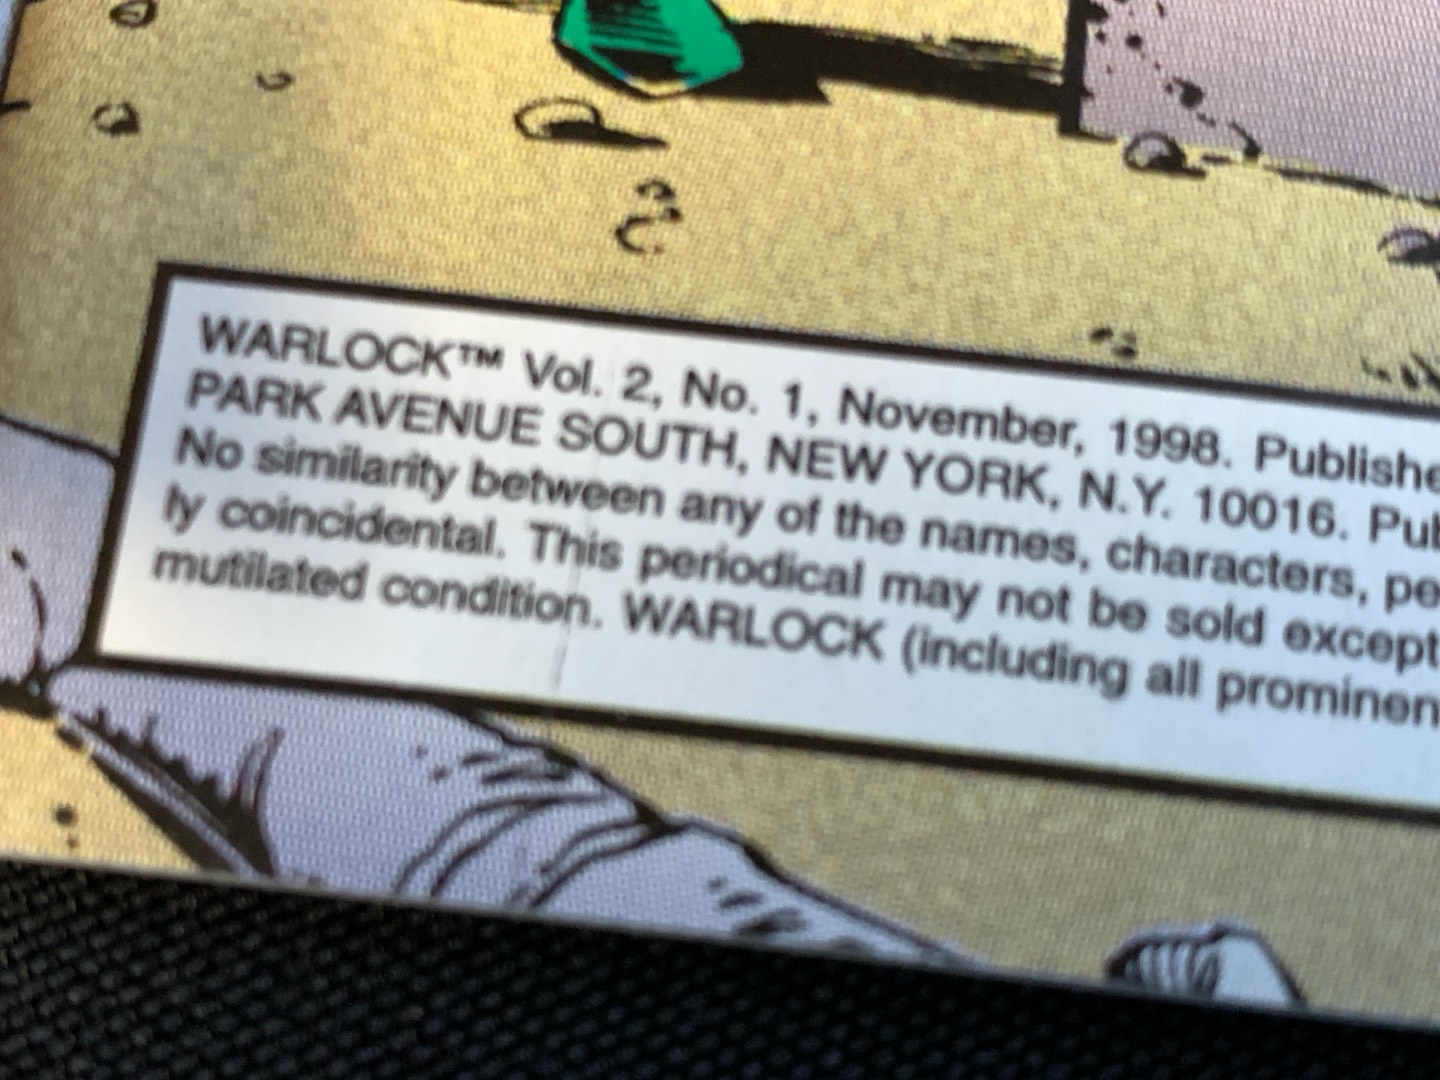 WARLOCK™ Vol. 2, No. 1, November, 1998. Publishe
PARK AVENUE SOUTH, NEW YORK, N.Y. 10016. Pub
No similarity between any of the names, characters, pe
ly coincidental. This periodical may not be sold except
mutilated condition. WARLOCK (including all prominen